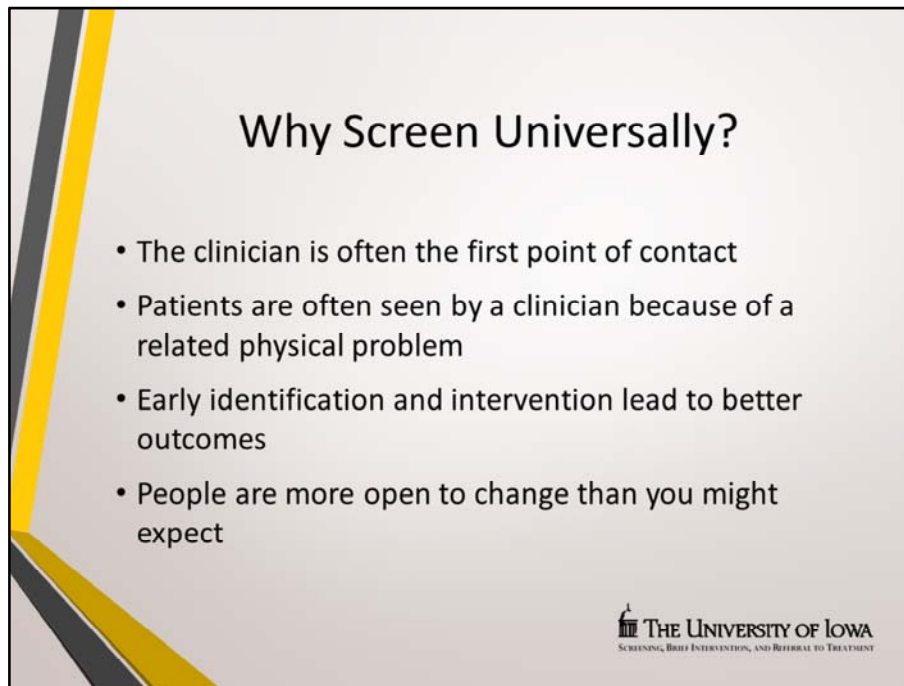 Why Screen Universally?
• The clinician is often the first point of contact
• Patients are often seen by a clinician because of a
related physical problem
• Early identification and intervention lead to better
outcomes
• People are more open to change than you might
expect
THE UNIVERSITY OF IOWA
SCREENING, BRIEF INTERVENTION, AND REFERRAL TO TREATMENT